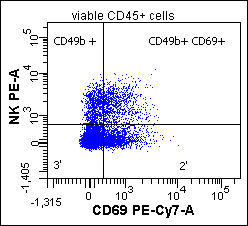 viable CD45+ cells
CD49b +
CD49b+ CD69+
NK PE-A
10^5
10^4
10^3
0
-1,405
3'
2'
-1,315
0
10^3
10^4
10^5
CD69 PE-Cy7-A